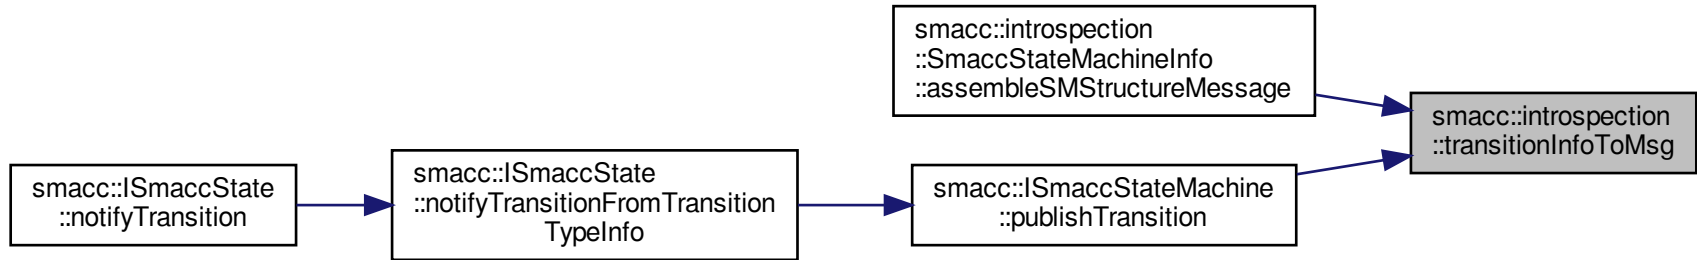 smacc::introspection
::SmaccStateMachineInfo
::assembleSMStructureMessage
smacc::introspection
::transitionInfoToMsg
smacc::ISmaccState
::notifyTransition
smacc::ISmaccState
::notifyTransitionFromTransition
TypeInfo
smacc::ISmaccStateMachine
::publishTransition